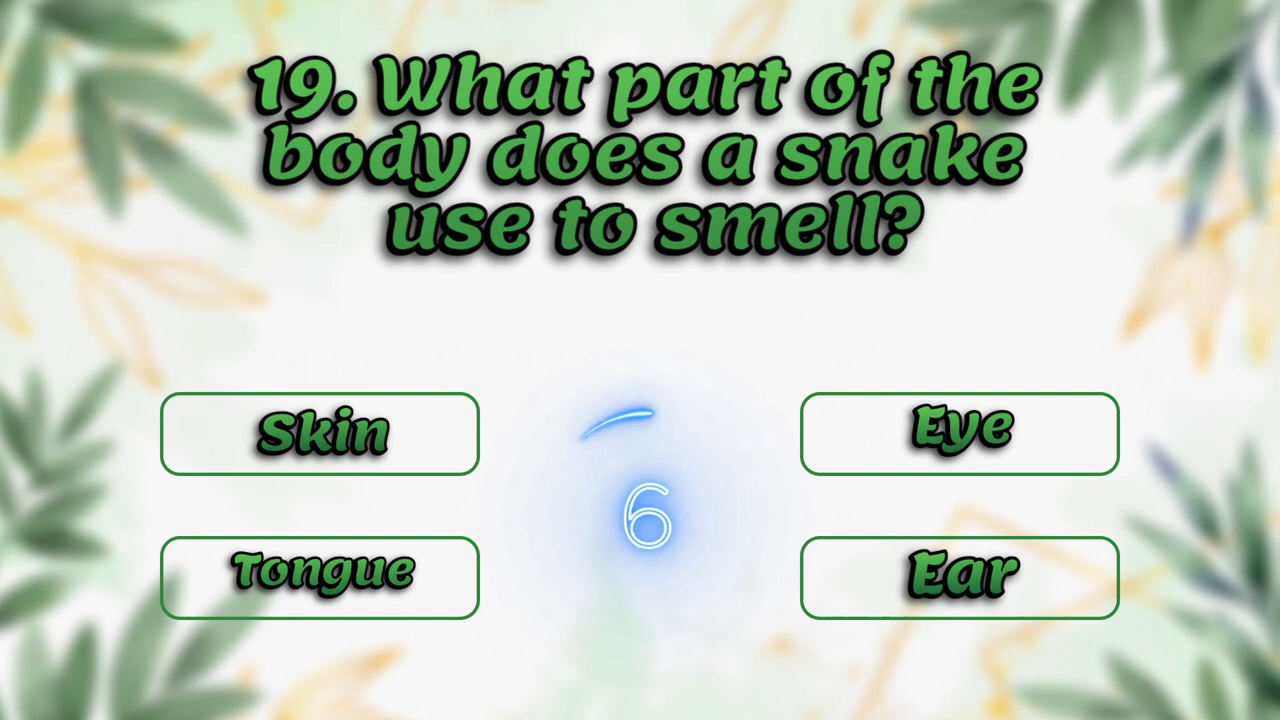 19. What part of the
body does a snake
use to smell?
Skin
Eye
6
Tongue
Ear